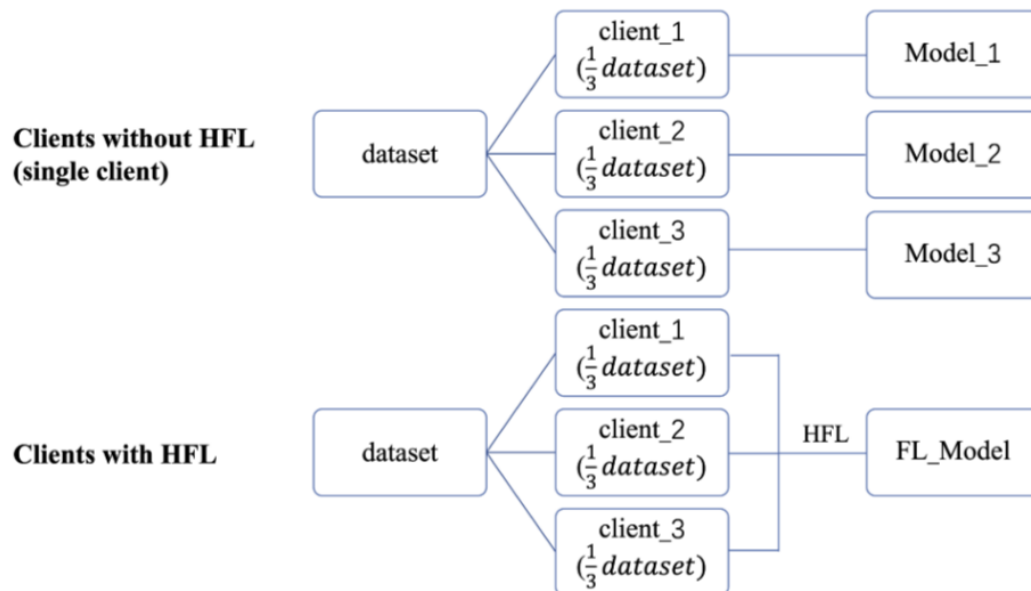 client_1
(1/3 dataset)
Model_1
Clients without HFL
(single client)
dataset
client_2
(1/3 dataset)
Model_2
client_3
(1/3 dataset)
Model_3
client_1
(1/3 dataset)
Clients with HFL
dataset
client_2
(1/3 dataset)
HFL
FL_Model
client_3
(1/3 dataset)